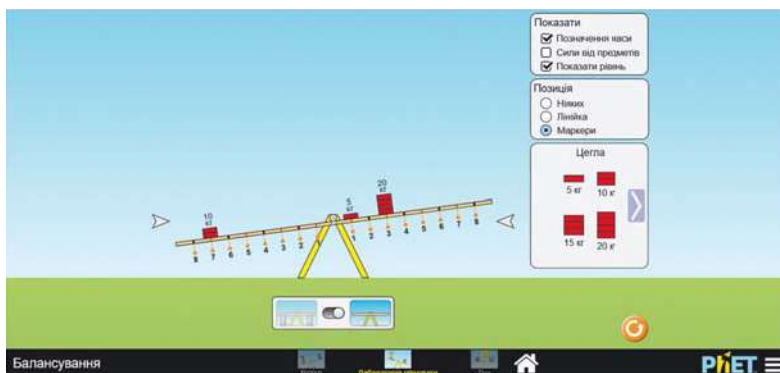 Показати
Позначення маси
Сили від предметів
Показати рівень
Позиція
Ніяких
Лінійка
Маркери
Цегла
5 кг
10 кг
15 кг
20 кг
10 кг
5 кг
20 кг
8 7 6 5 4 3 2 1
1 2 3 4 5 6 7 8
Балансування
PhET